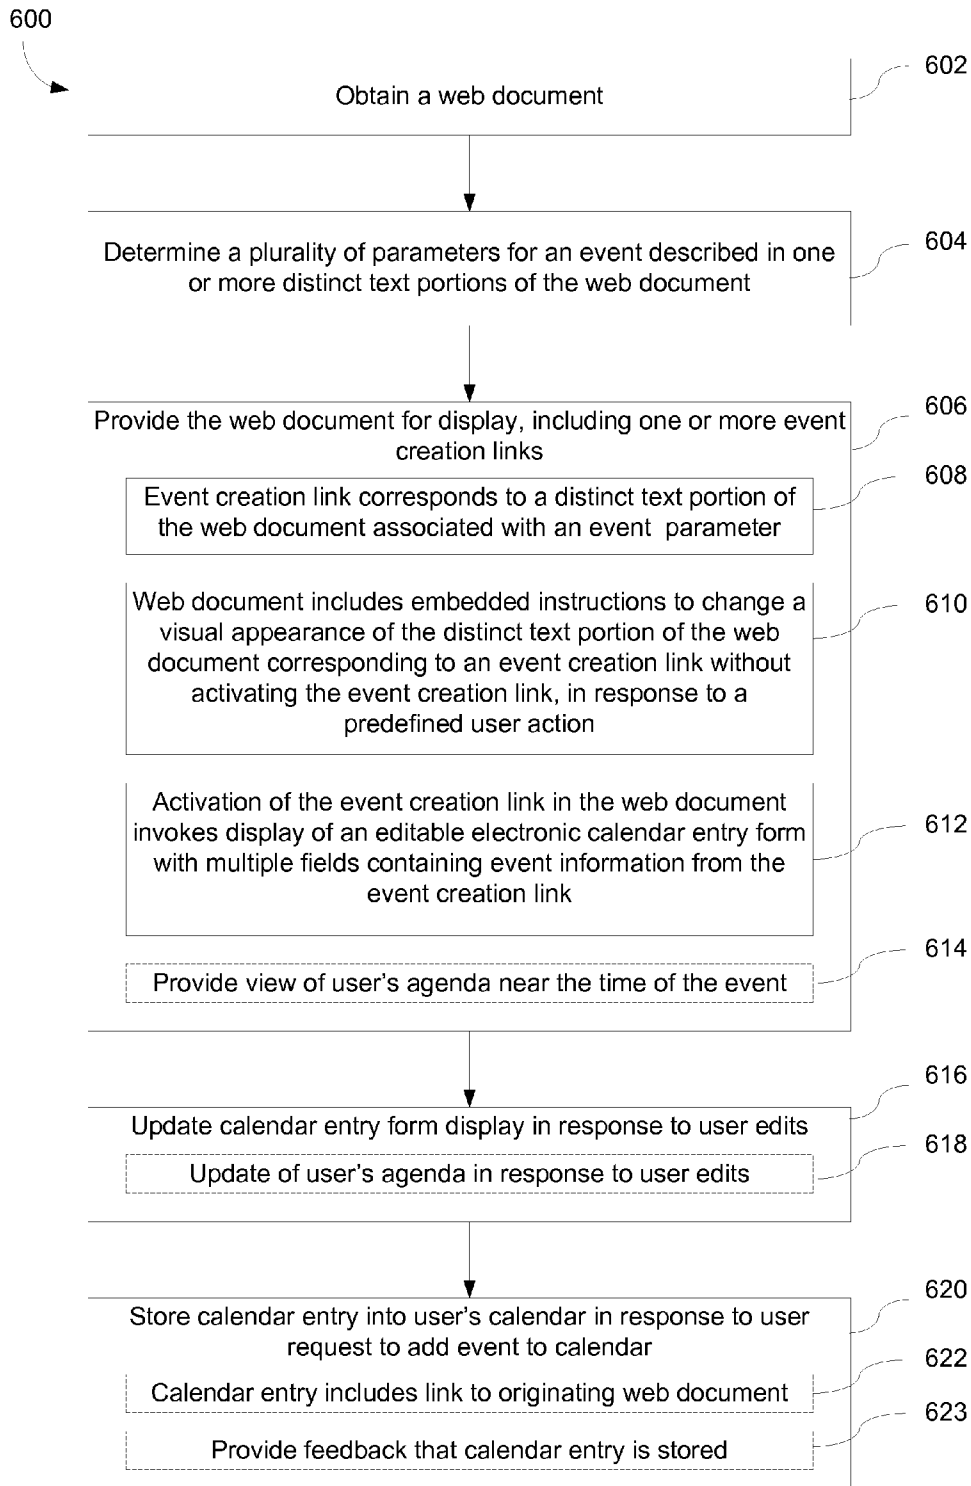 600
602
Obtain a web document
604
Determine a plurality of parameters for an event described in one
or more distinct text portions of the web document
606
Provide the web document for display, including one or more event
creation links
608
Event creation link corresponds to a distinct text portion of
the web document associated with an event parameter
610
Web document includes embedded instructions to change a
visual appearance of the distinct text portion of the web
document corresponding to an event creation link without
activating the event creation link, in response to a
predefined user action
612
Activation of the event creation link in the web document
invokes display of an editable electronic calendar entry form
with multiple fields containing event information from the
event creation link
614
Provide view of user's agenda near the time of the event
616
Update calendar entry form display in response to user edits
618
Update of user's agenda in response to user edits
620
Store calendar entry into user's calendar in response to user
request to add event to calendar
622
Calendar entry includes link to originating web document
623
Provide feedback that calendar entry is stored